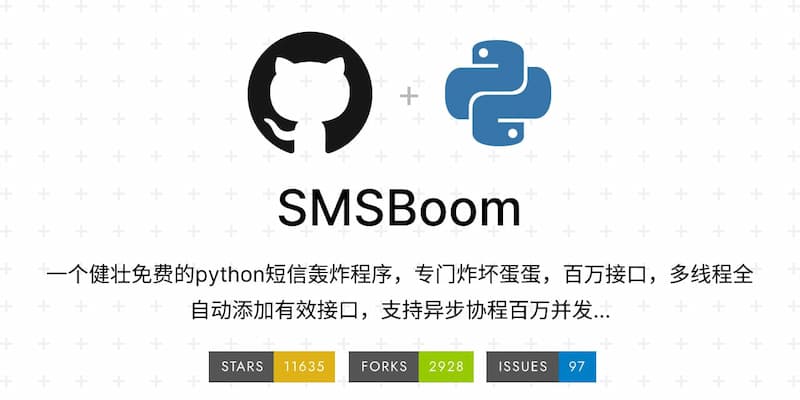 SMSBoom
一个健壮免费的python短信轰炸程序，专门炸坏蛋蛋，百万接口，多线程全
自动添加有效接口，支持异步协程百万并发...
STARS 11635 FORKS 2928 ISSUES 97